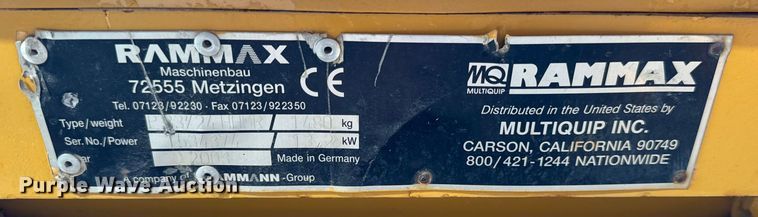 RAMMAX
Maschinenbau
72555 Metzingen
CE
Tel. 07123/92230 · Fax 07123/922350
Type/weight kg
Ser. No./Power kW
Made in Germany
A company of AMMANN-Group
MQ
MULTIQUIP
RAMMAX
Distributed in the United States by
MULTIQUIP INC.
CARSON, CALIFORNIA 90749
800/421-1244 NATIONWIDE
Purple Wave Auction